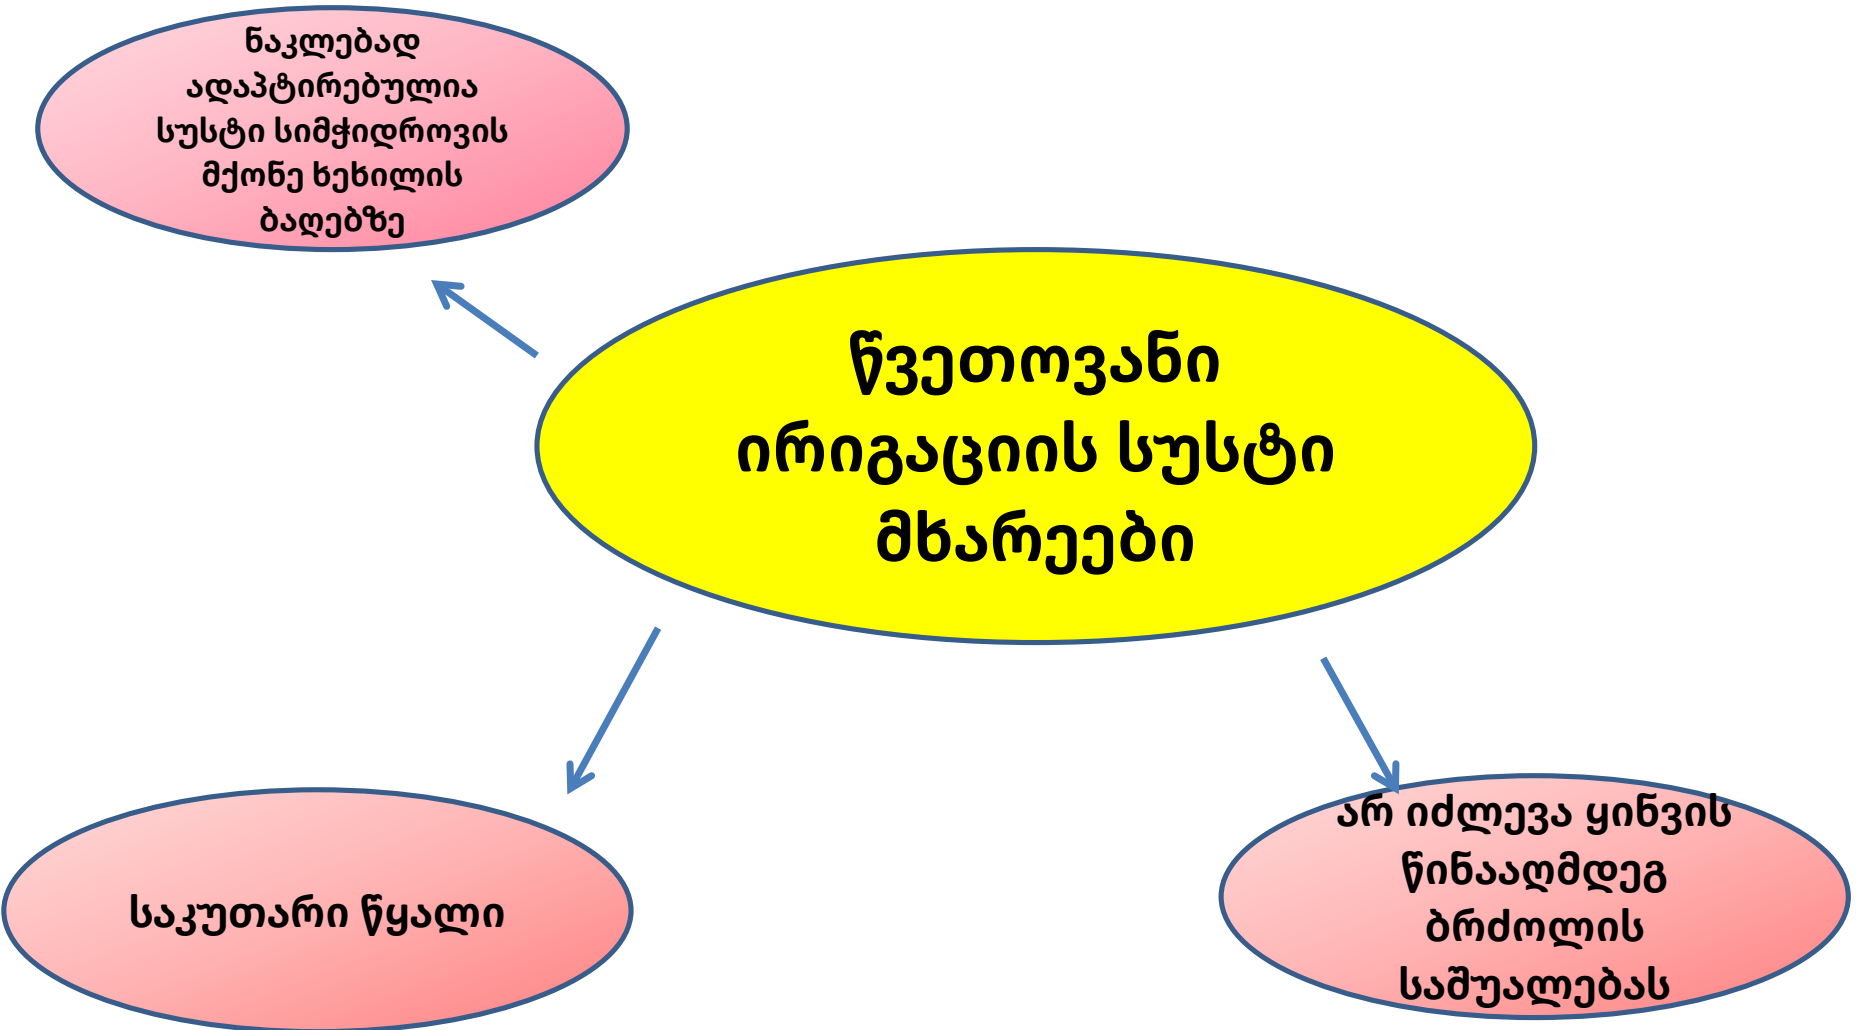 ნაკლებად
ადაპტირებულია
სუსტი სიმჭიდროვის
მქონე ხეხილის
ბაღებზე
წვეთოვანი
ირიგაციის სუსტი
მხარეები
საკუთარი წყალი
არ იძლევა ყინვის
წინააღმდეგ
ბრძოლის
საშუალებას